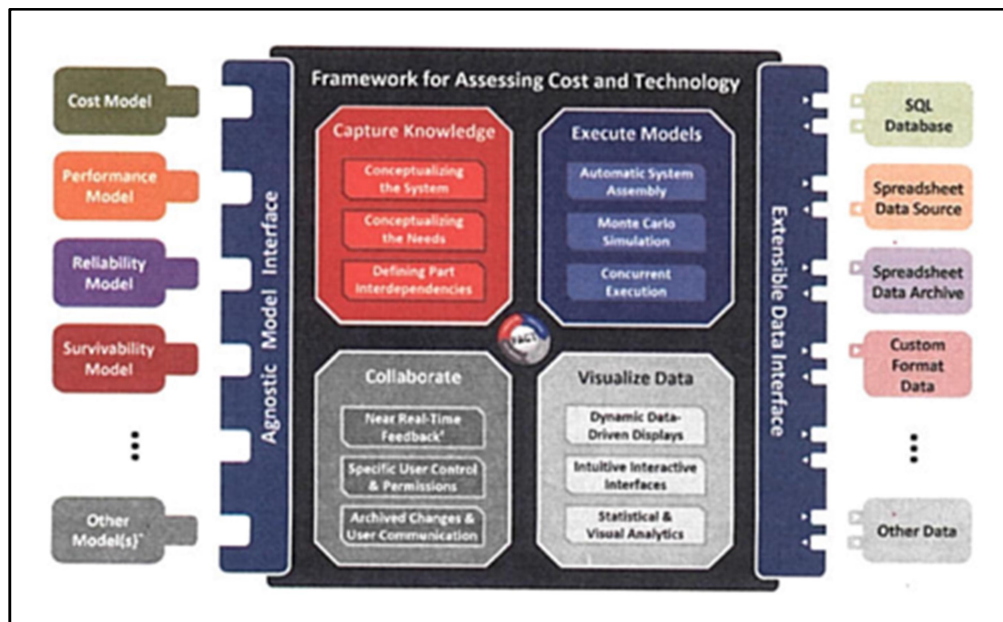 Framework for Assessing Cost and Technology
Cost Model
Performance
Model
Reliability
Model
Survivability
Model
Other
Model(s)
Agnostic Model Interface
Capture Knowledge
Conceptualizing
the System
Conceptualizing
the Needs
Defining Part
Interdependencies
Execute Models
Automatic System
Assembly
Monte Carlo
Simulation
Concurrent
Execution
FACT
Collaborate
Near Real-Time
Feedback
Specific User Control
& Permissions
Archived Changes &
User Communication
Visualize Data
Dynamic Data-
Driven Displays
Intuitive Interactive
Interfaces
Statistical &
Visual Analytics
Extensible Data Interface
SQL
Database
Spreadsheet
Data Source
Spreadsheet
Data Archive
Custom
Format
Data
Other Data